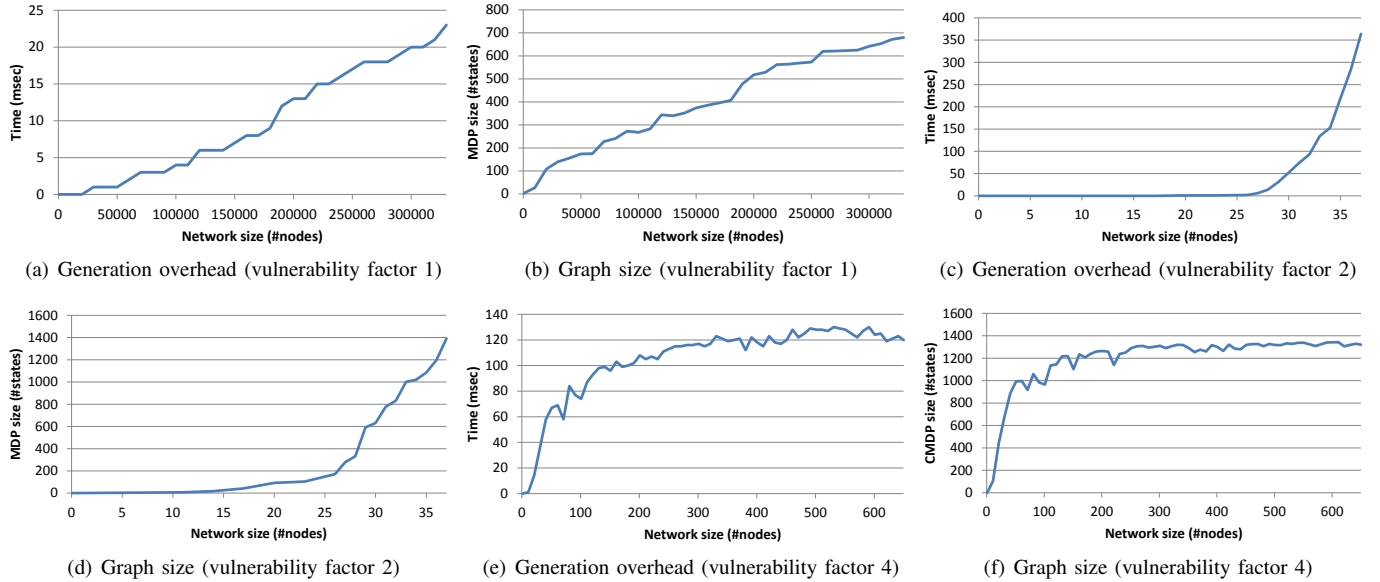 25
20
15
10
5
0
Time (msec)
0 50000 100000 150000 200000 250000 300000
Network size (#nodes)
(a) Generation overhead (vulnerability factor 1)
800
700
600
500
400
300
200
100
0
MDP size (#states)
0 50000 100000 150000 200000 250000 300000
Network size (#nodes)
(b) Graph size (vulnerability factor 1)
400
350
300
250
200
150
100
50
0
Time (msec)
0 5 10 15 20 25 30 35
Network size (#nodes)
(c) Generation overhead (vulnerability factor 2)
1600
1400
1200
1000
800
600
400
200
0
MDP size (#states)
0 5 10 15 20 25 30 35
Network size (#nodes)
(d) Graph size (vulnerability factor 2)
140
120
100
80
60
40
20
0
Time (msec)
0 100 200 300 400 500 600
Network size (#nodes)
(e) Generation overhead (vulnerability factor 4)
1600
1400
1200
1000
800
600
400
200
0
CMDP size (#states)
0 100 200 300 400 500 600
Network size (#nodes)
(f) Graph size (vulnerability factor 4)